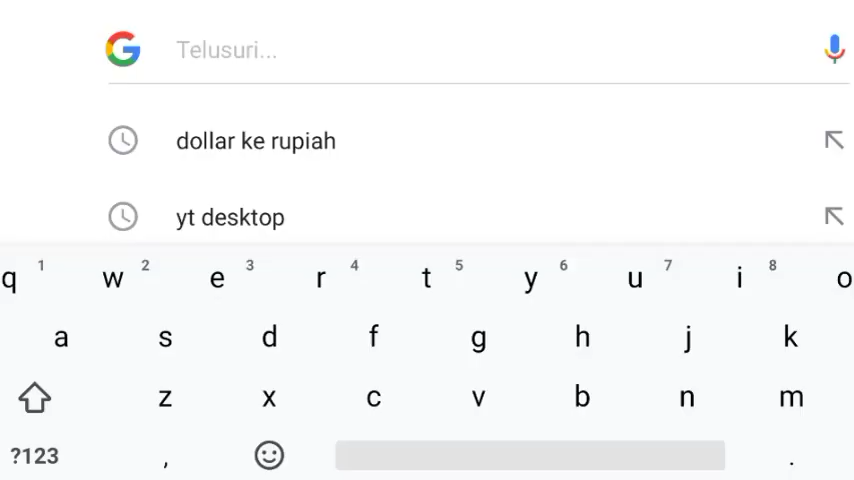 Telusuri...
dollar ke rupiah
yt desktop
q 1 w 2 e 3 r 4 t 5 y 6 u 7 i 8 o
a s d f g h j k
z x c v b n m
?123 , .